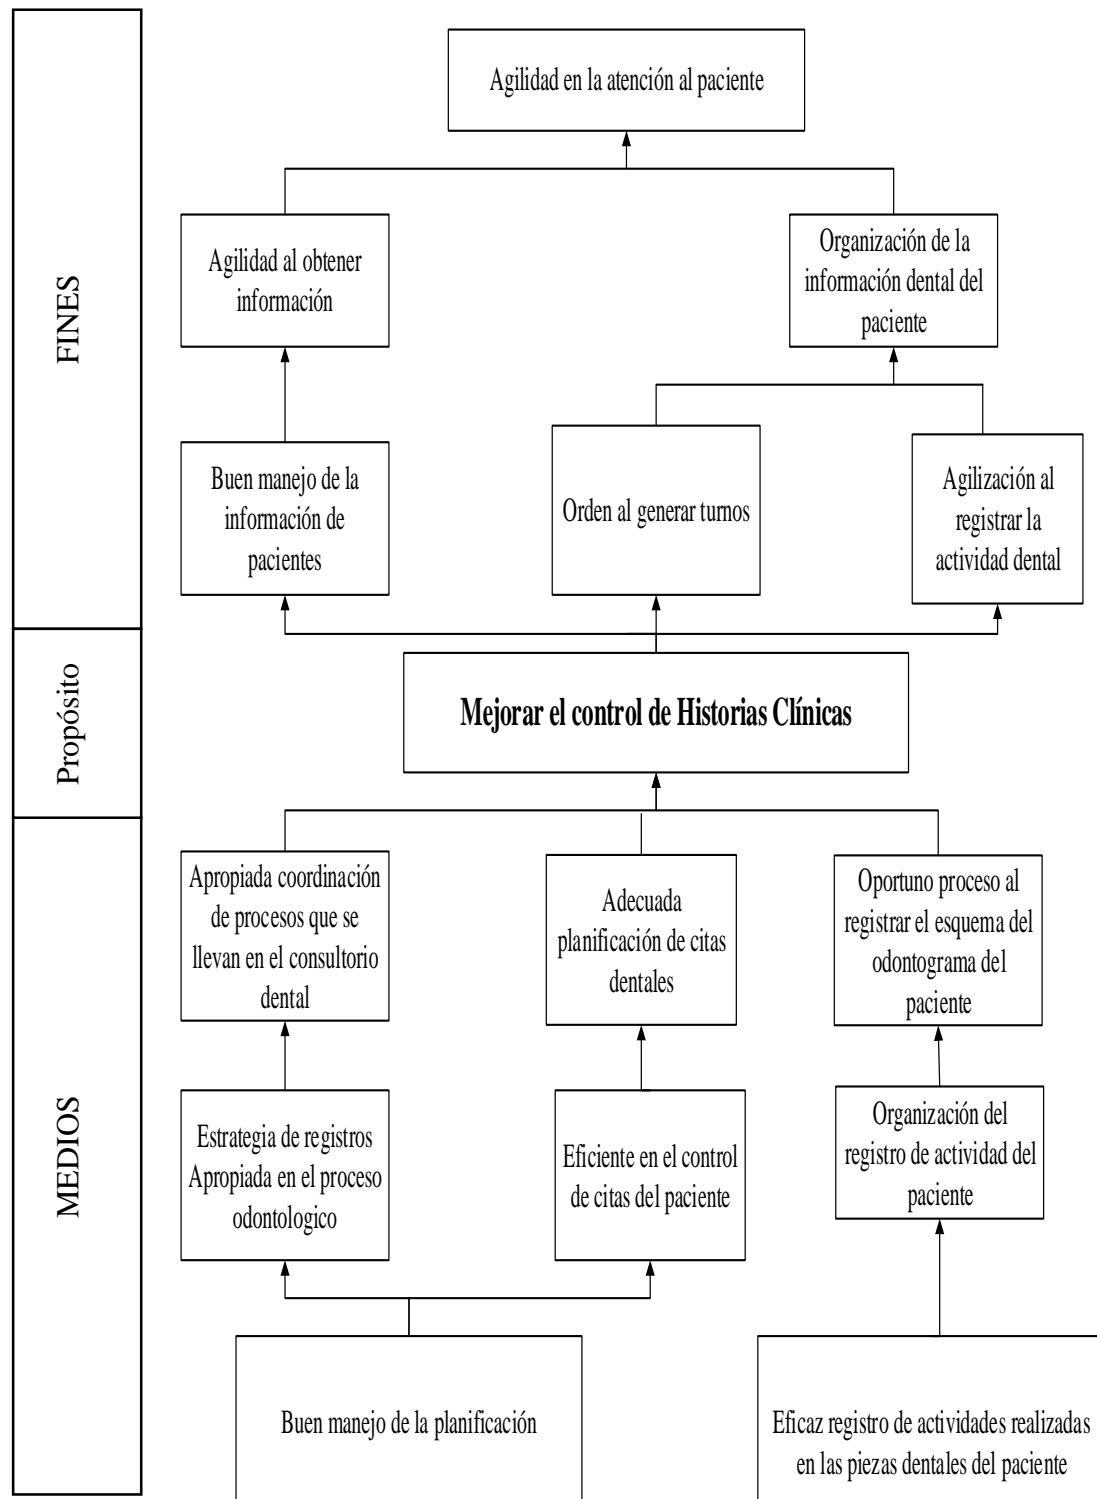 FINES
Agilidad en la atención al paciente
Agilidad al obtener
información
Organización de la
información dental del
paciente
Buen manejo de la
información de
pacientes
Orden al generar turnos
Agilización al
registrar la
actividad dental
Propósito
Mejorar el control de Historias Clínicas
MEDIOS
Apropiada coordinación
de procesos que se
llevan en el consultorio
dental
Adecuada
planificación de citas
dentales
Oportuno proceso al
registrar el esquema del
odontograma del
paciente
Estrategia de registros
Apropiada en el proceso
odontologico
Eficiente en el control
de citas del paciente
Organización del
registro de actividad del
paciente
Buen manejo de la planificación
Eficaz registro de actividades realizadas
en las piezas dentales del paciente